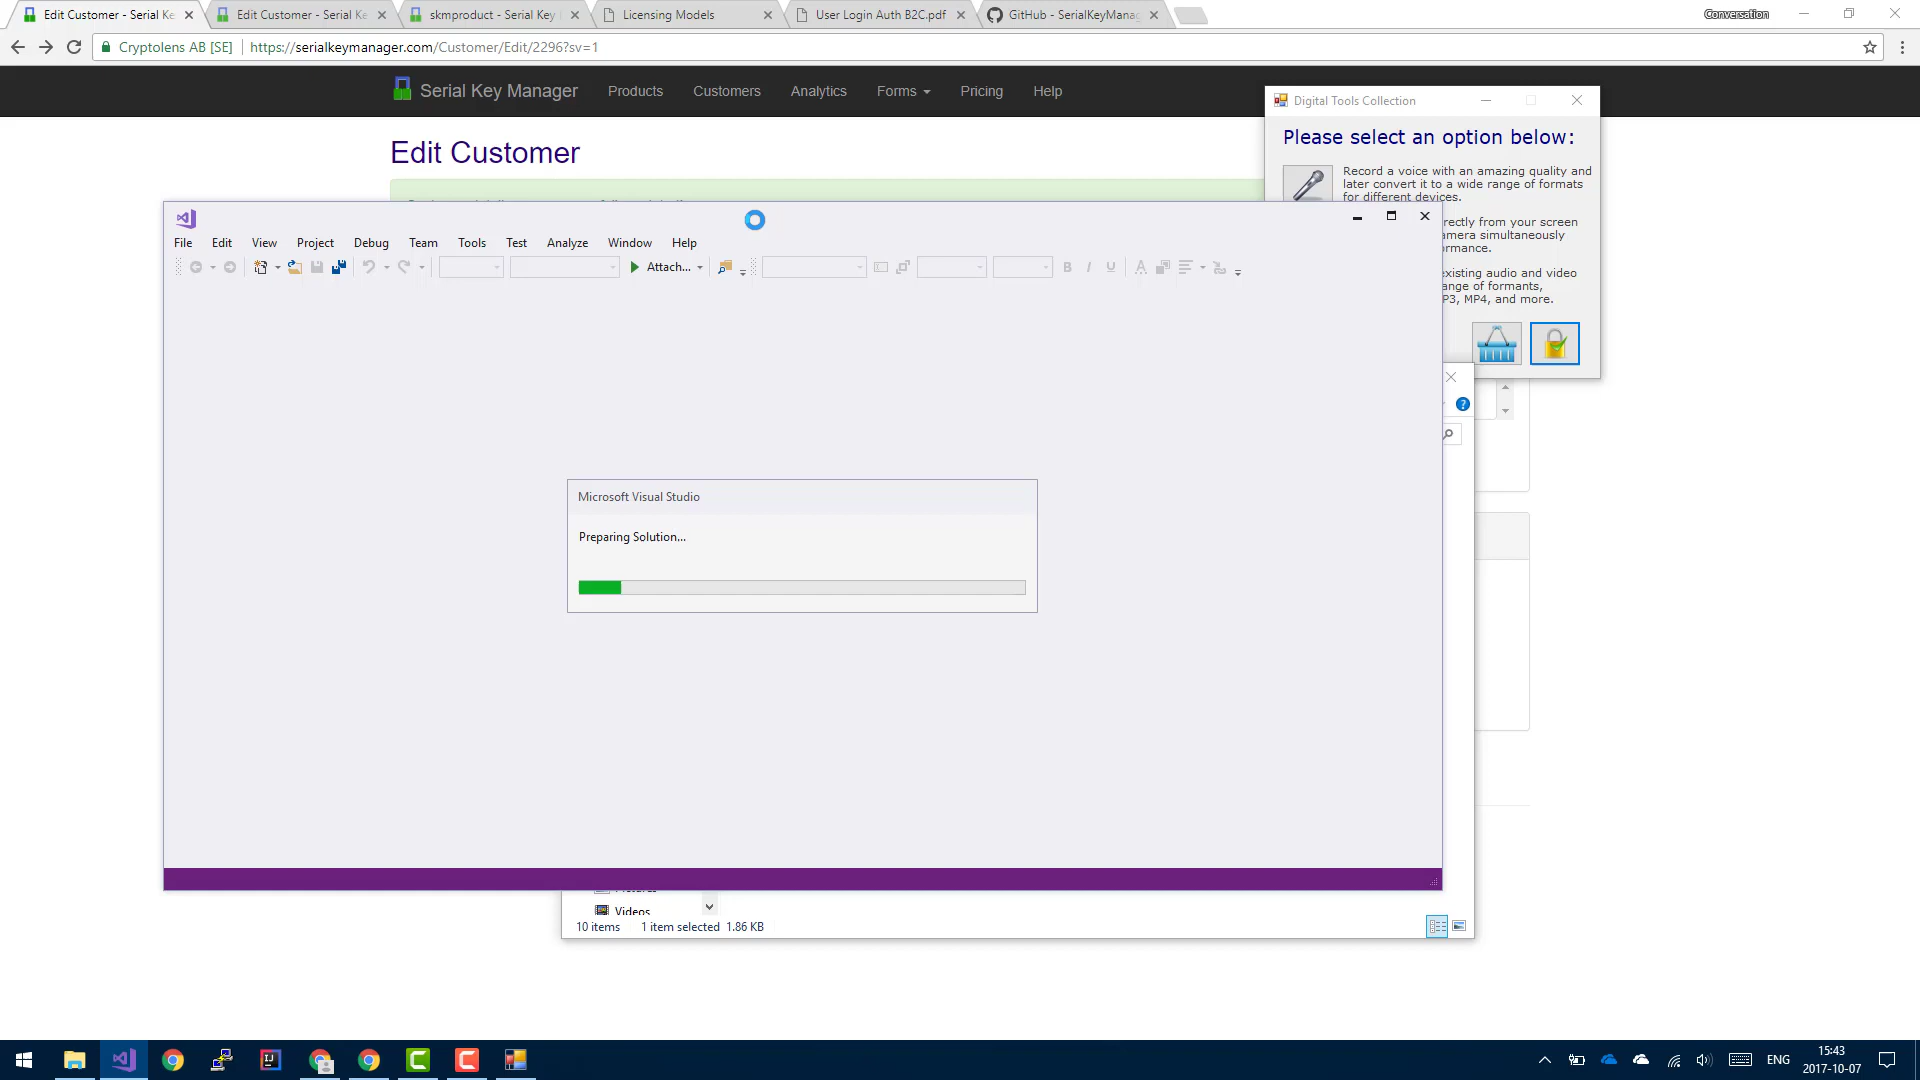 Edit Customer - Serial Ke
Edit Customer - Serial Ke
skmproduct - Serial Key
Licensing Models
User Login Auth B2C.pdf
GitHub - SerialKeyManag
Conversation
Cryptolens AB [SE]
https://serialkeymanager.com/Customer/Edit/2296?sv=1
Serial Key Manager Products Customers Analytics Forms Pricing Help
Edit Customer
Digital Tools Collection
Please select an option below:
Record a voice with an amazing quality and
later convert it to a wide range of formats
for different devices.
rectly from your screen
amera simultaneously
rmance.
existing audio and video
ange of formants,
P3, MP4, and more.
File Edit View Project Debug Team Tools Test Analyze Window Help
Attach...
B I U A
Microsoft Visual Studio
Preparing Solution...
Videos
10 items 1 item selected 1.86 KB
ENG
15:43
2017-10-07